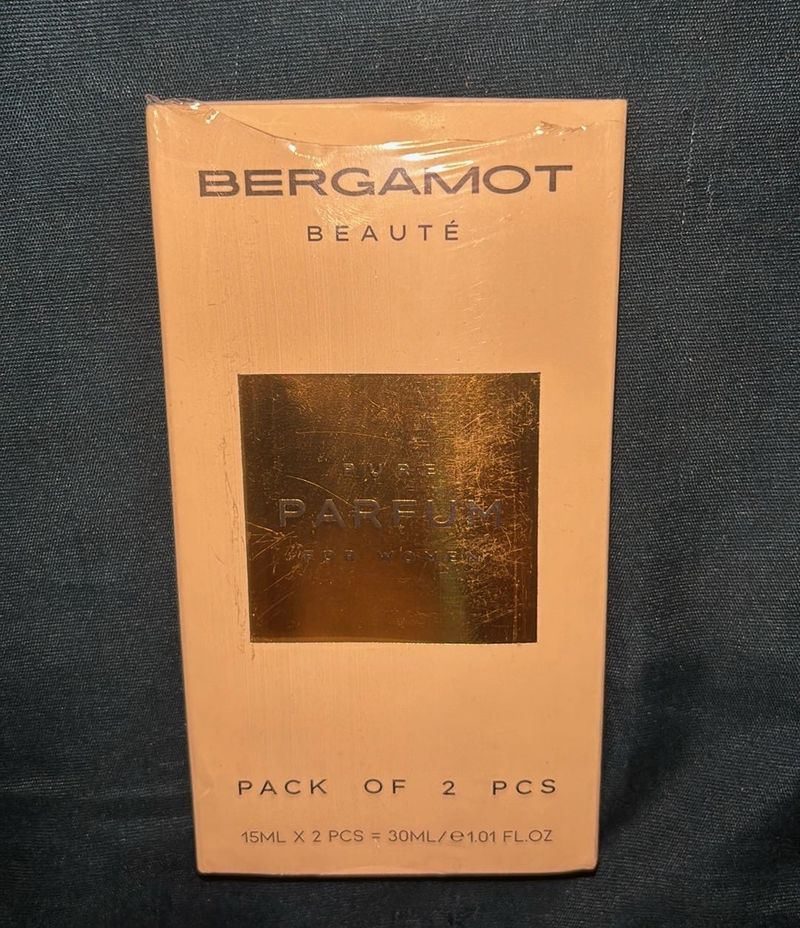 BERGAMOT
BEAUTÉ
PURE
PARFUM
FOR WOMEN
PACK OF 2 PCS
15ML X 2 PCS = 30ML/℮1.01 FL.OZ